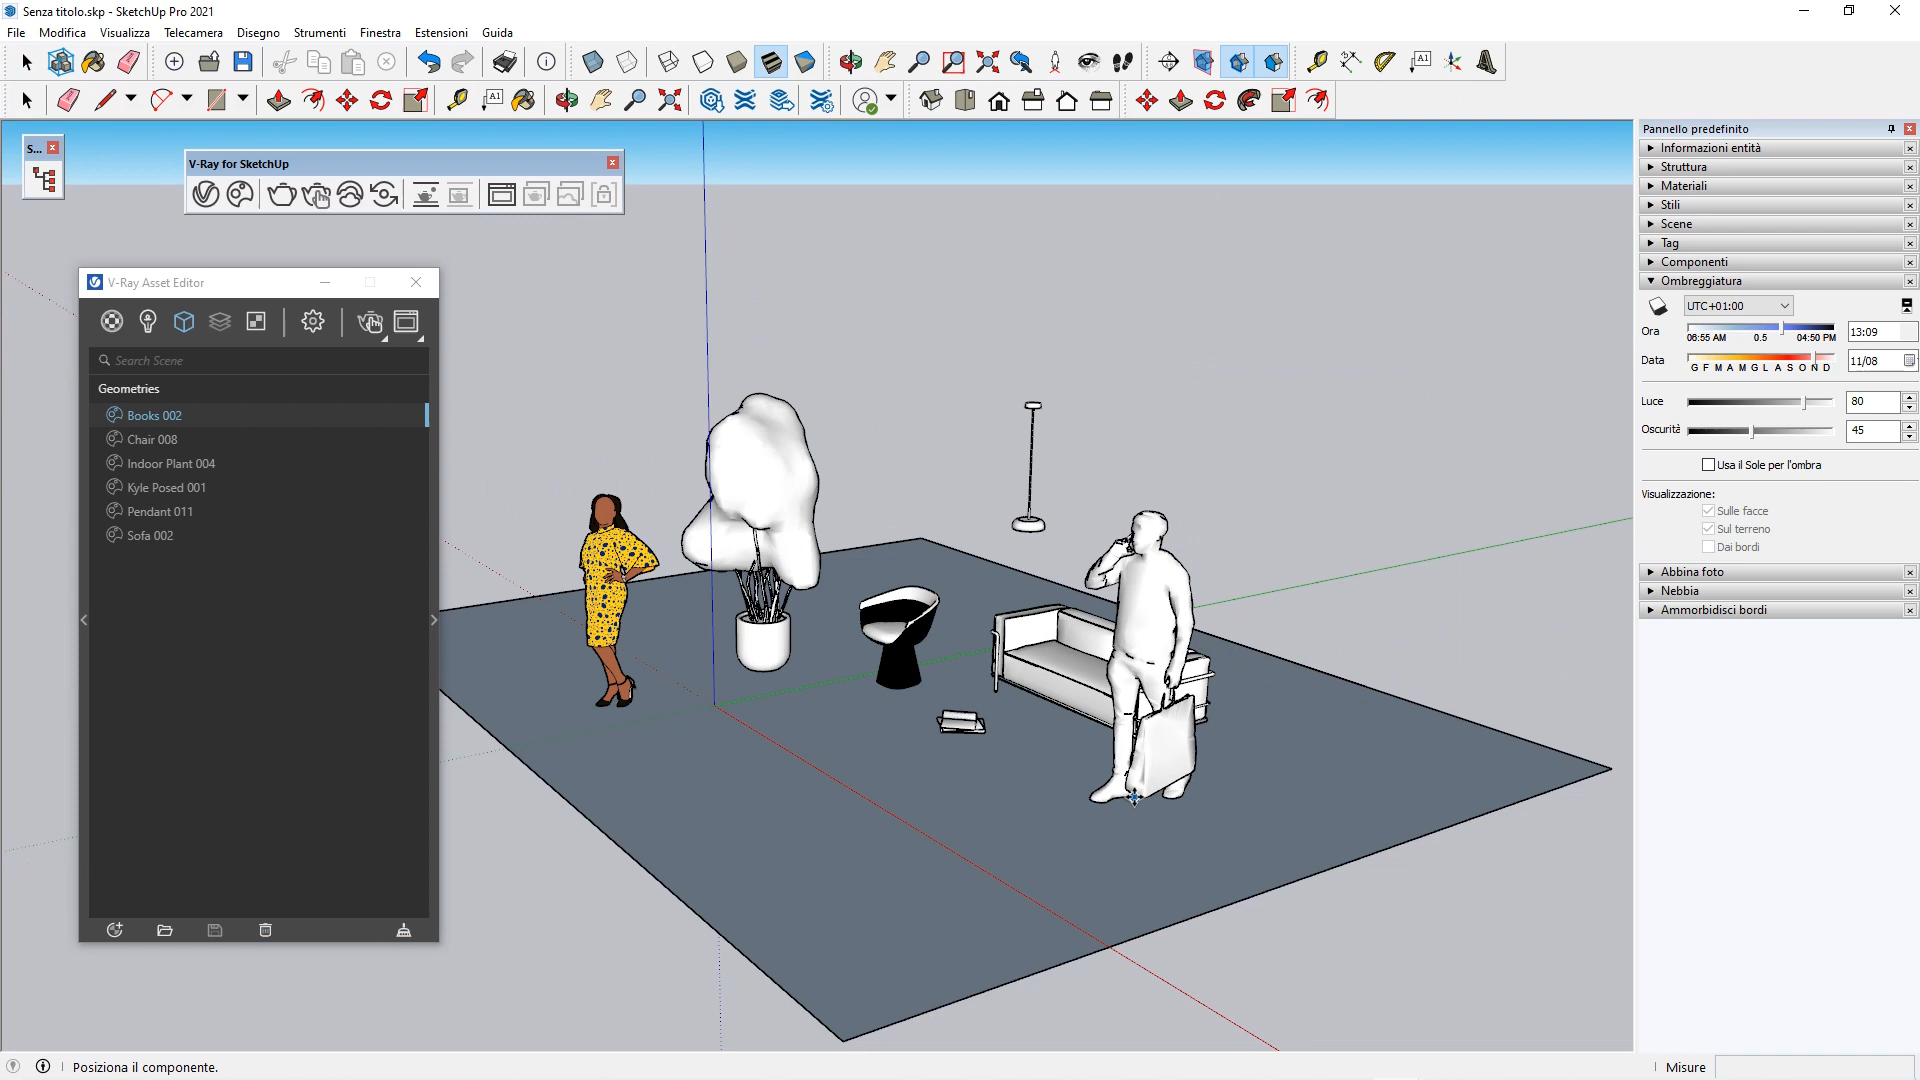 Senza titolo.skp - SketchUp Pro 2021
File Modifica Visualizza Telecamera Disegno Strumenti Finestra Estensioni Guida
A1
A1
S...
V-Ray for SketchUp
V-Ray Asset Editor
Search Scene
Geometries
Books 002
Chair 008
Indoor Plant 004
Kyle Posed 001
Pendant 011
Sofa 002
Pannello predefinito
Informazioni entità
Struttura
Materiali
Stili
Scene
Tag
Componenti
Ombreggiatura
UTC+01:00
Ora 13:09
06:55 AM 0.5 04:50 PM
Data 11/08
G F M A M G L A S O N D
Luce 80
Oscurità 45
Usa il Sole per l'ombra
Visualizzazione:
Sulle facce
Sul terreno
Dai bordi
Abbina foto
Nebbia
Ammorbidisci bordi
Posiziona il componente.
Misure